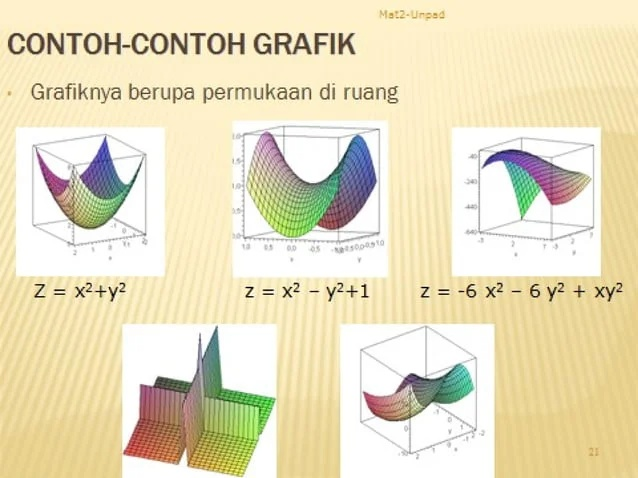 Mat2-Unpad
CONTOH-CONTOH GRAFIK
• Grafiknya berupa permukaan di ruang
Z = x²+y²
z = x² – y²+1
z = -6 x² – 6 y² + xy²
21